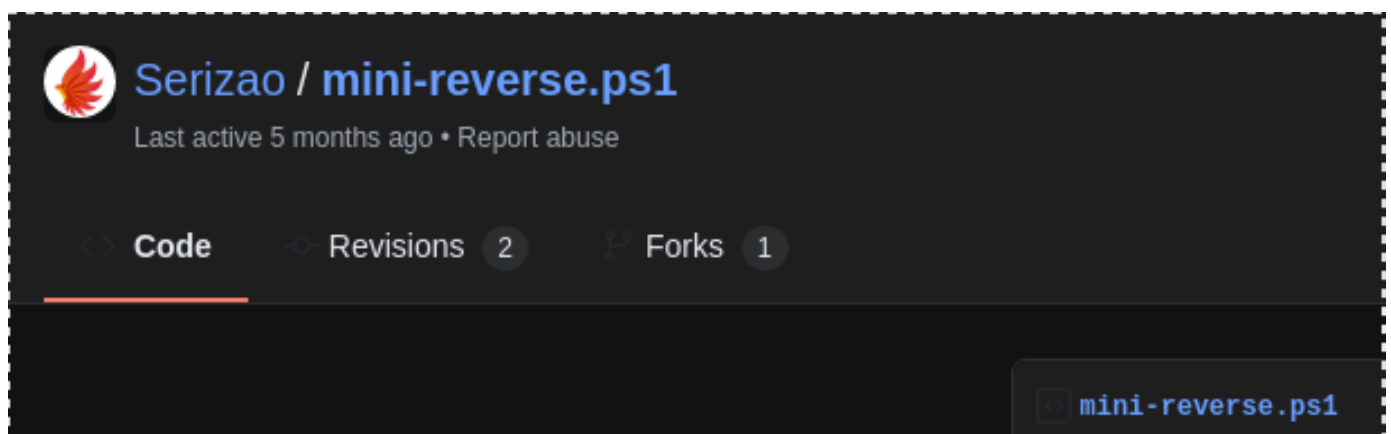 Serizao / mini-reverse.ps1
Last active 5 months ago • Report abuse
Code Revisions 2 Forks 1
mini-reverse.ps1